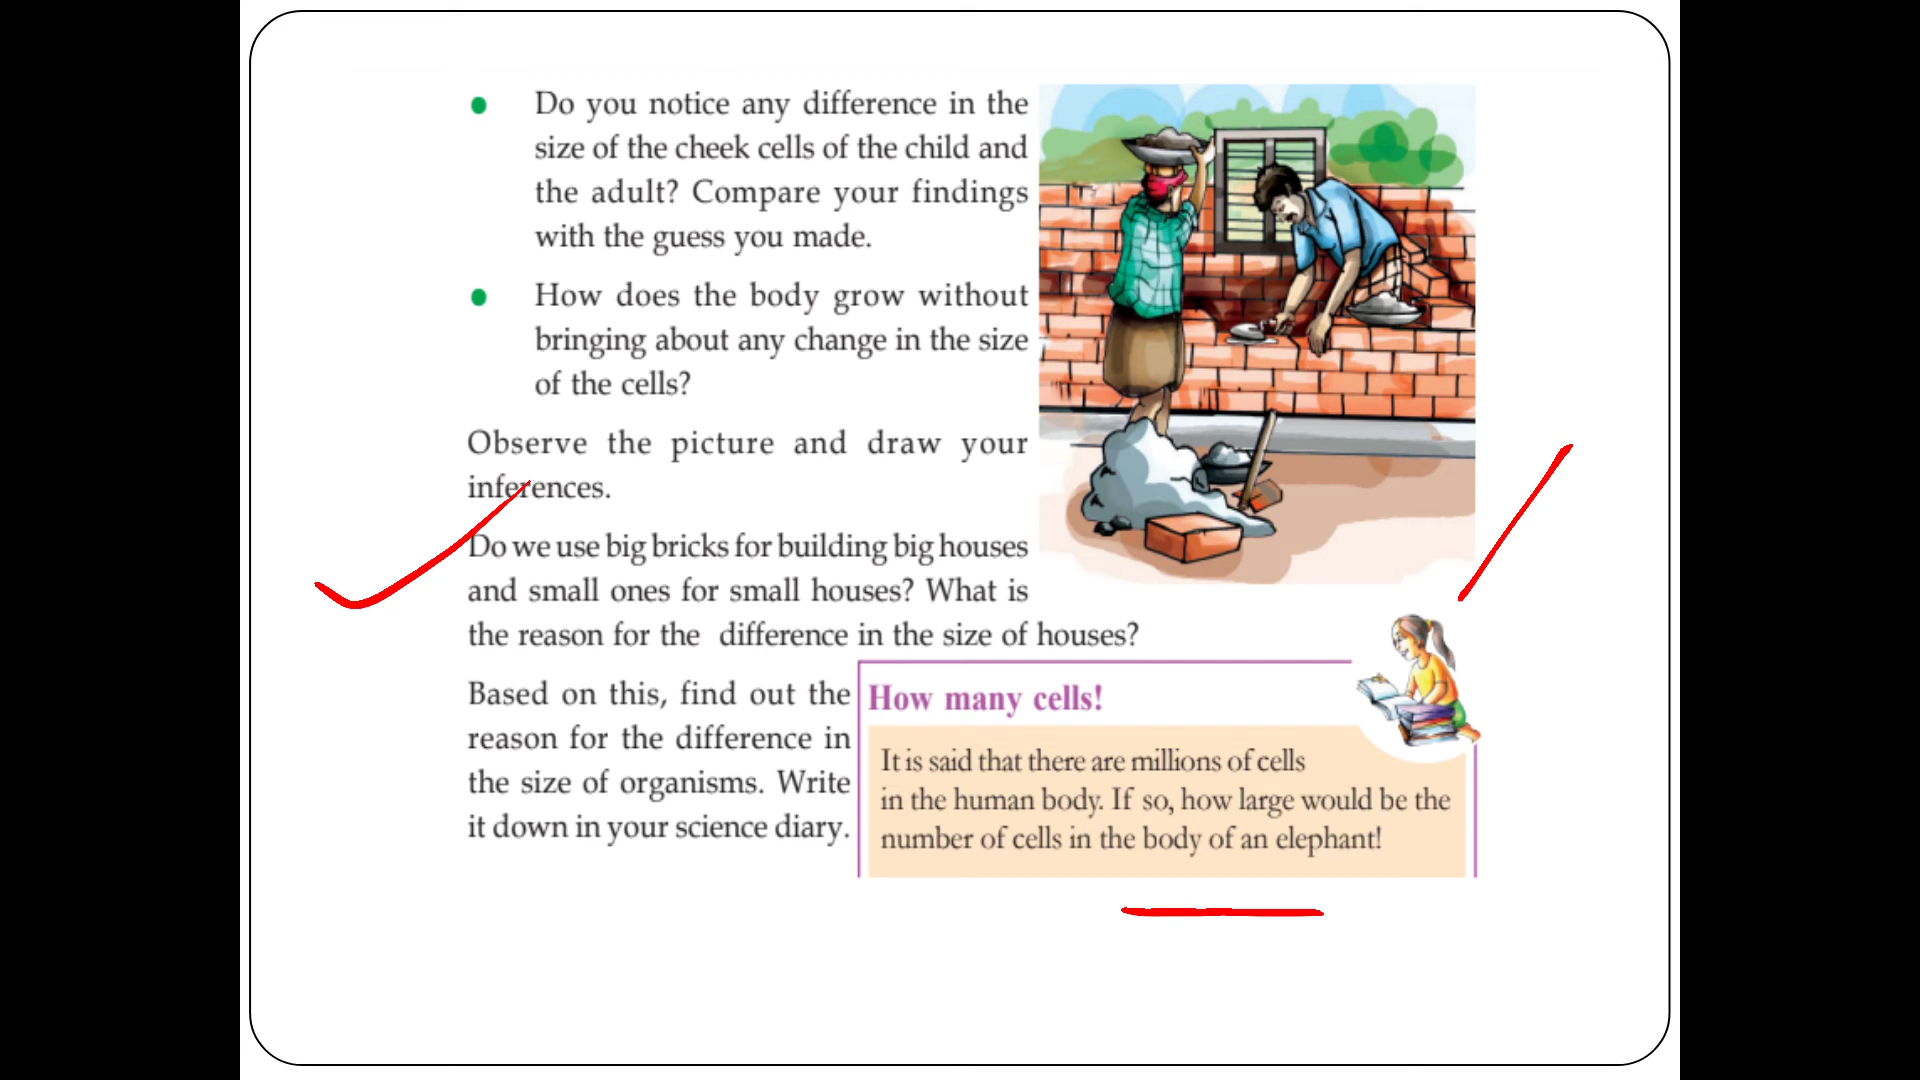 Do you notice any difference in the
size of the cheek cells of the child and
the adult? Compare your findings
with the guess you made.
How does the body grow without
bringing about any change in the size
of the cells?
Observe the picture and draw your
inferences.
Do we use big bricks for building big houses
and small ones for small houses? What is
the reason for the difference in the size of houses?
Based on this, find out the
reason for the difference in
the size of organisms. Write
it down in your science diary.
How many cells!
It is said that there are millions of cells
in the human body. If so, how large would be the
number of cells in the body of an elephant!